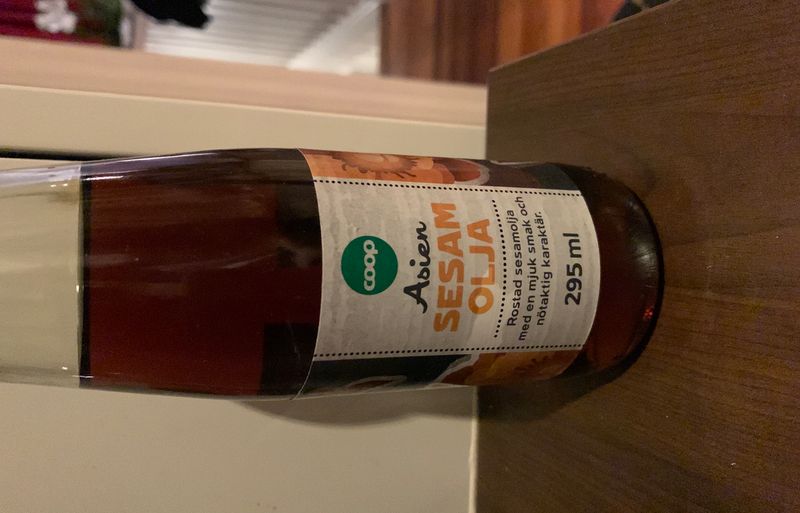 coop
Asien
SESAM
OLJA
Rostad sesamolja
med en mjuk smak och
nötaktig karaktär.
295 ml